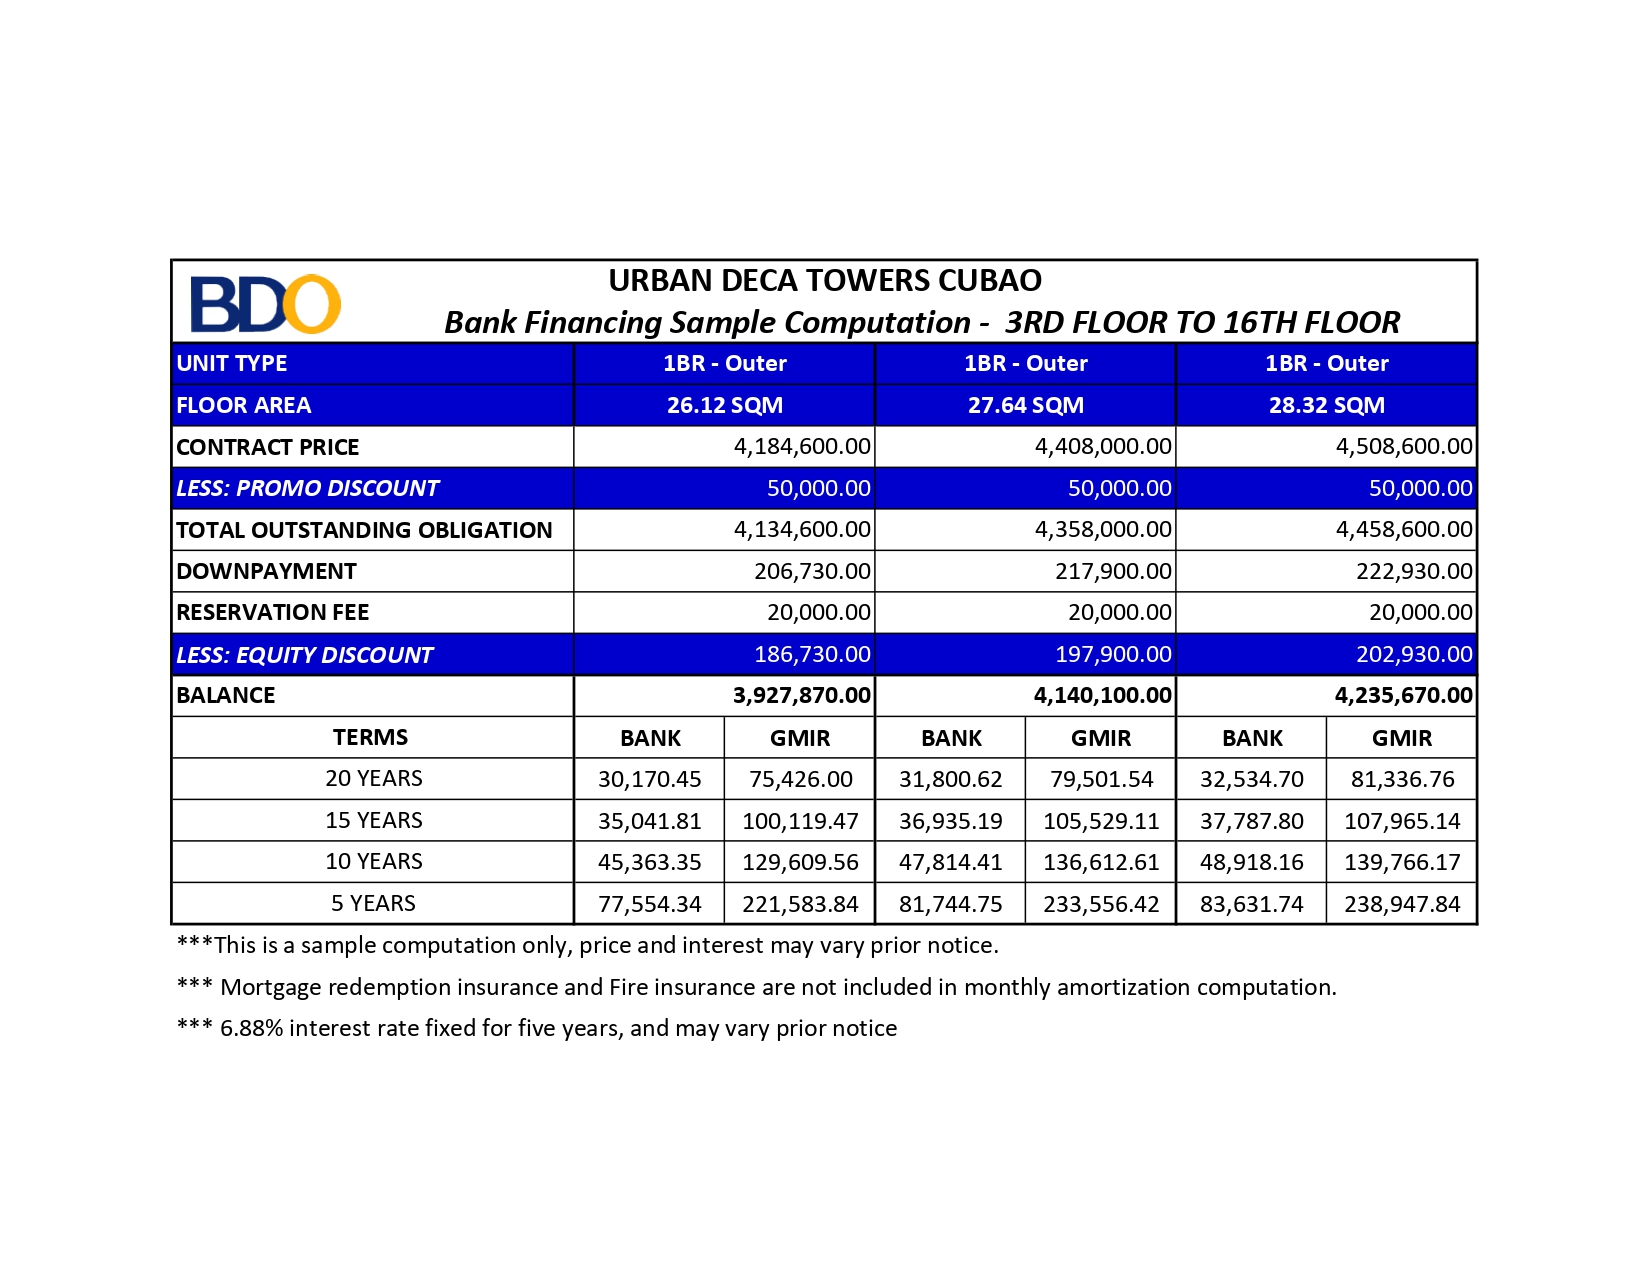 BDO
URBAN DECA TOWERS CUBAO
Bank Financing Sample Computation - 3RD FLOOR TO 16TH FLOOR
UNIT TYPE 1BR - Outer 1BR - Outer 1BR - Outer
FLOOR AREA 26.12 SQM 27.64 SQM 28.32 SQM
CONTRACT PRICE 4,184,600.00 4,408,000.00 4,508,600.00
LESS: PROMO DISCOUNT 50,000.00 50,000.00 50,000.00
TOTAL OUTSTANDING OBLIGATION 4,134,600.00 4,358,000.00 4,458,600.00
DOWNPAYMENT 206,730.00 217,900.00 222,930.00
RESERVATION FEE 20,000.00 20,000.00 20,000.00
LESS: EQUITY DISCOUNT 186,730.00 197,900.00 202,930.00
BALANCE 3,927,870.00 4,140,100.00 4,235,670.00
TERMS BANK GMIR BANK GMIR BANK GMIR
20 YEARS 30,170.45 75,426.00 31,800.62 79,501.54 32,534.70 81,336.76
15 YEARS 35,041.81 100,119.47 36,935.19 105,529.11 37,787.80 107,965.14
10 YEARS 45,363.35 129,609.56 47,814.41 136,612.61 48,918.16 139,766.17
5 YEARS 77,554.34 221,583.84 81,744.75 233,556.42 83,631.74 238,947.84
***This is a sample computation only, price and interest may vary prior notice.
*** Mortgage redemption insurance and Fire insurance are not included in monthly amortization computation.
*** 6.88% interest rate fixed for five years, and may vary prior notice